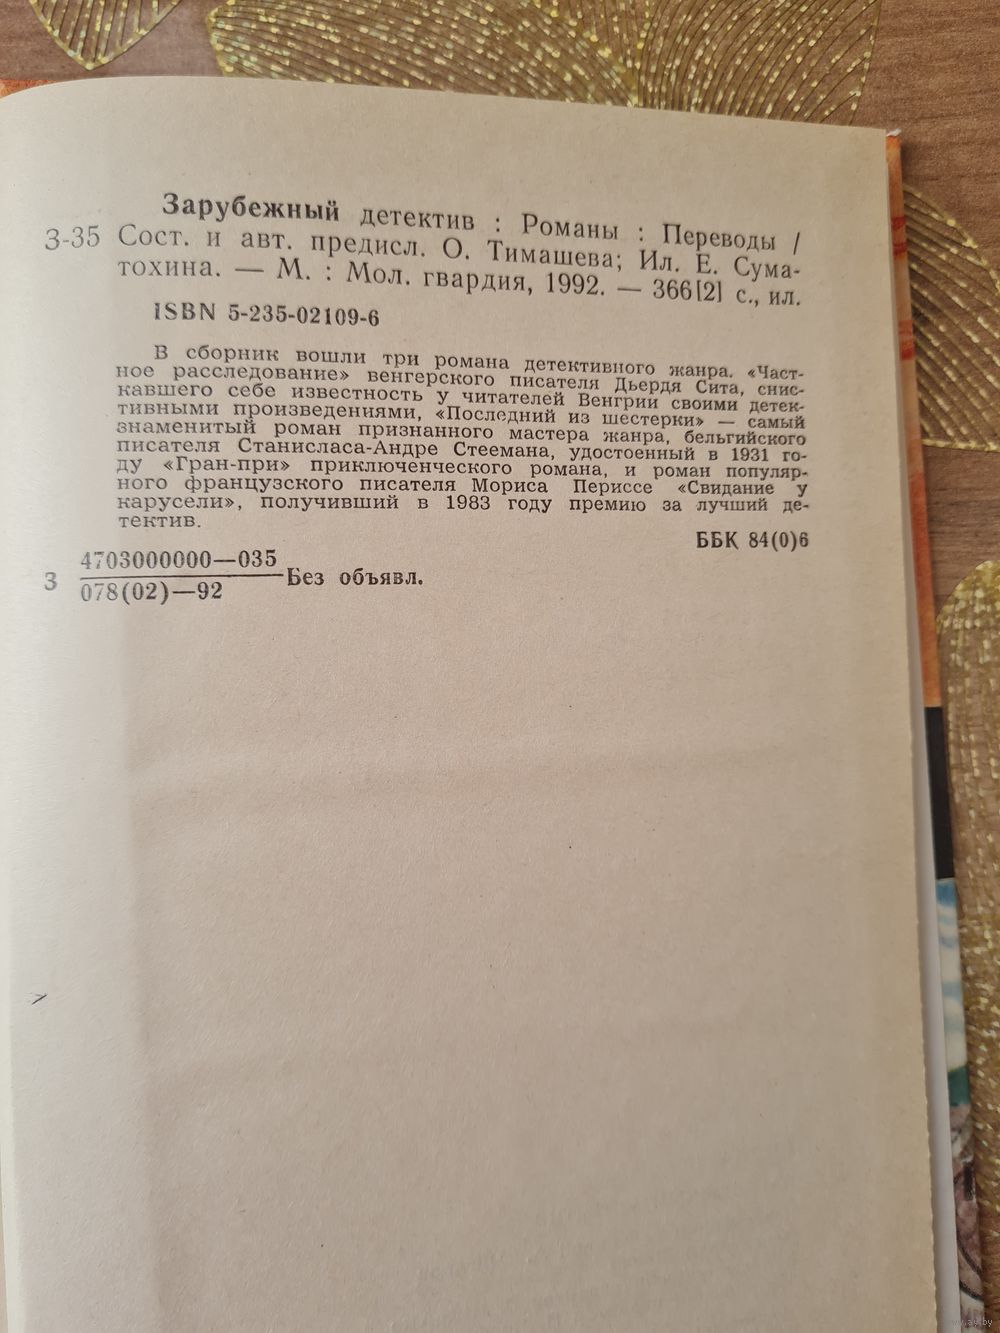 Зарубежный детектив : Романы : Переводы /
З-35 Сост. и авт. предисл. О. Тимашева; Ил. Е. Сума-
тохина. — М. : Мол. гвардия, 1992. — 366[2] с., ил.
ISBN 5-235-02109-6
В сборник вошли три романа детективного жанра. «Част-
ное расследование» венгерского писателя Дьердя Сита, снис-
кавшего себе известность у читателей Венгрии своими детек-
тивными произведениями, «Последний из шестерки» — самый
знаменитый роман признанного мастера жанра, бельгийского
писателя Станисласа-Андре Стеемана, удостоенный в 1931 го-
ду «Гран-при» приключенческого романа, и роман популяр-
ного французского писателя Мориса Периссе «Свидание у
карусели», получивший в 1983 году премию за лучший де-
тектив.
ББК 84(0)6
З 4703000000—035
078(02)—92 Без объявл.